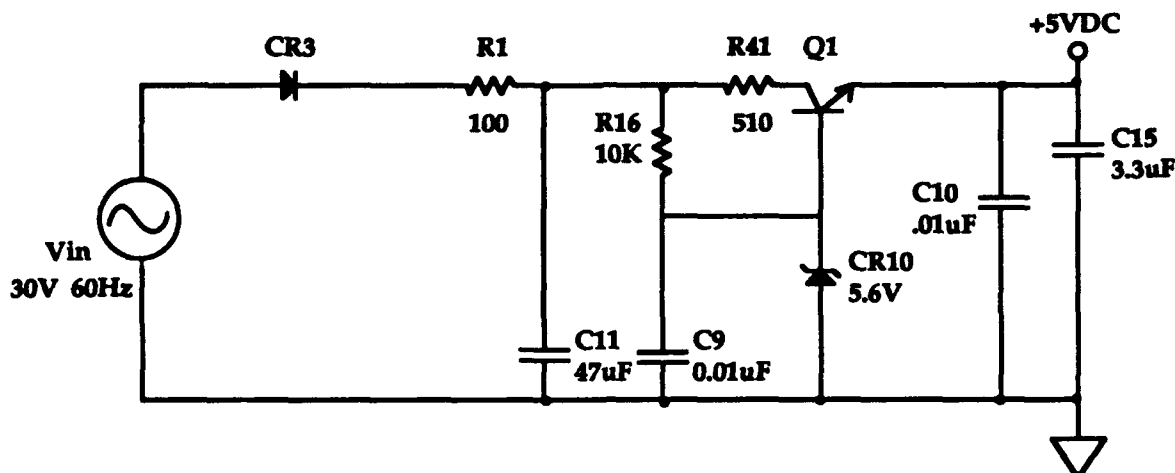 +5VDC
CR3
R1
R41
Q1
100
510
R16
10K
C15
3.3uF
C10
.01uF
Vin
30V 60Hz
CR10
5.6V
C11
47uF
C9
0.01uF